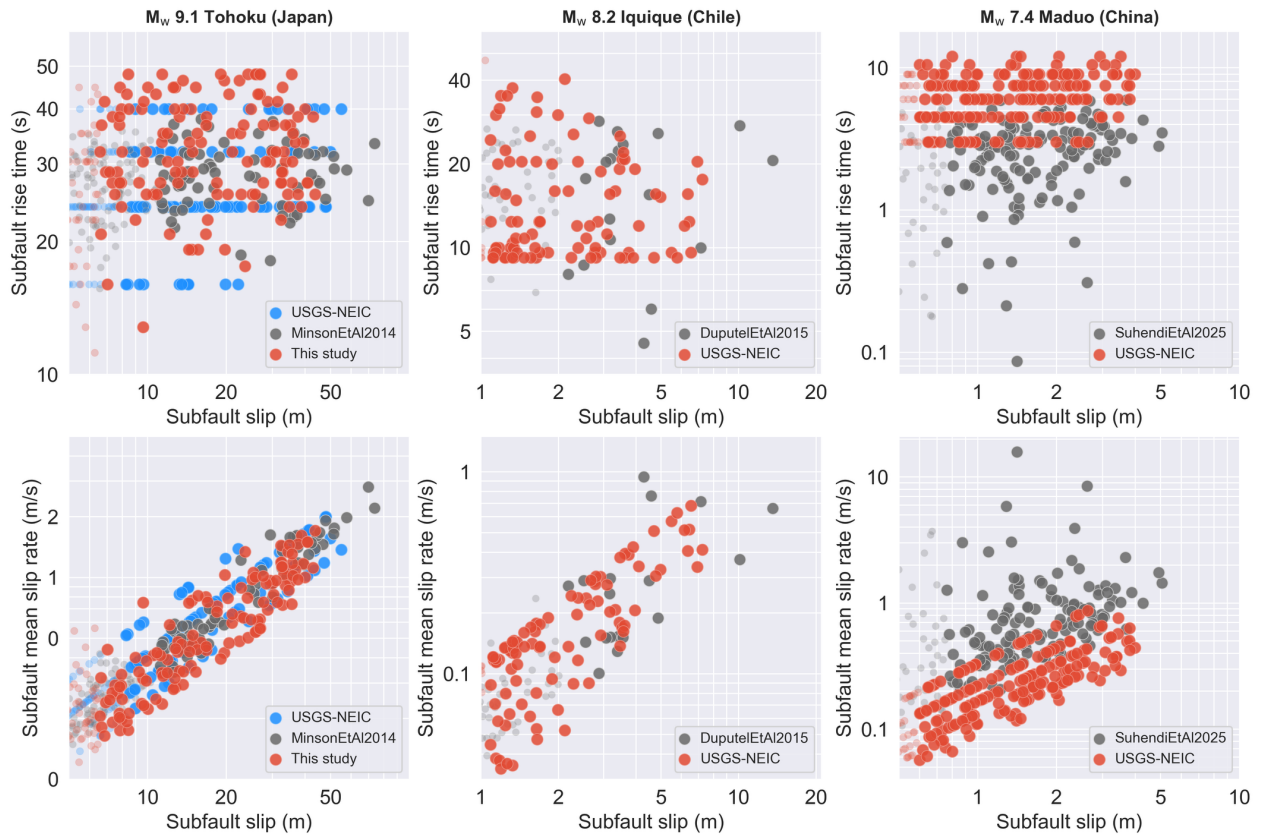 Mw 9.1 Tohoku (Japan)
Subfault rise time (s)
50
40
30
20
10
10
20
50
Subfault slip (m)
USGS-NEIC
MinsonEtAl2014
This study
Mw 8.2 Iquique (Chile)
Subfault rise time (s)
40
20
10
5
1
2
5
10
20
Subfault slip (m)
DuputelEtAl2015
USGS-NEIC
Mw 7.4 Maduo (China)
Subfault rise time (s)
10
1
0.1
1
2
5
10
Subfault slip (m)
SuhendiEtAl2025
USGS-NEIC
Subfault mean slip rate (m/s)
2
1
0
0
10
20
50
Subfault slip (m)
USGS-NEIC
MinsonEtAl2014
This study
Subfault mean slip rate (m/s)
1
0.1
1
2
5
10
20
Subfault slip (m)
DuputelEtAl2015
USGS-NEIC
Subfault mean slip rate (m/s)
10
1
0.1
1
2
5
10
Subfault slip (m)
SuhendiEtAl2025
USGS-NEIC